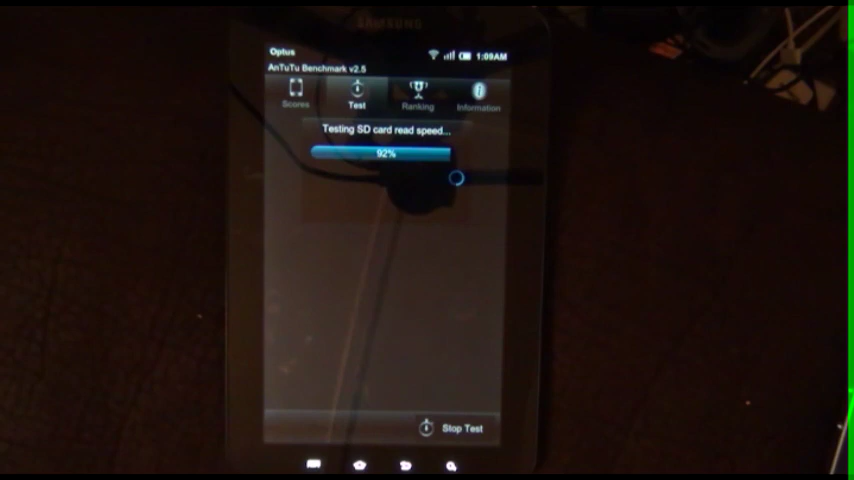 SAMSUNG
Optus 1:09AM
AnTuTu Benchmark v2.5
Scores Test Ranking Information
Testing SD card read speed...
92%
Stop Test